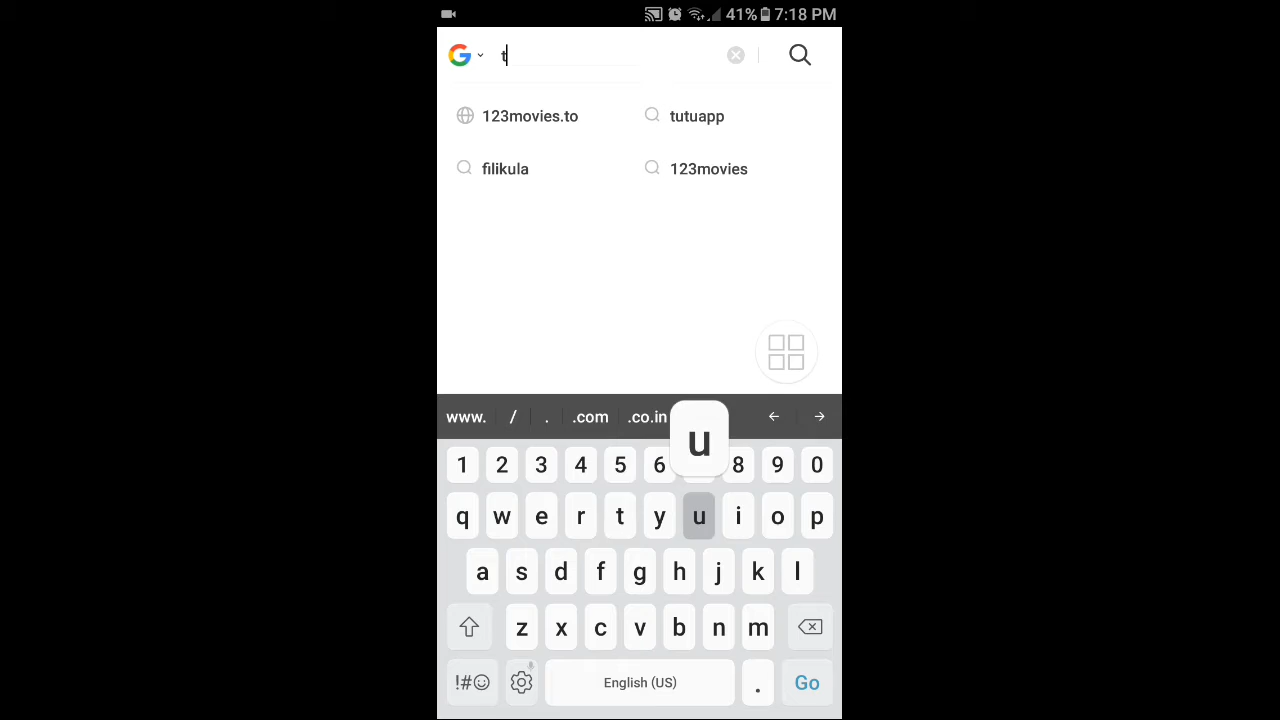 41% 7:18 PM
t
123movies.to tutuapp
filikula 123movies
www. / . .com .co.in
u
1 2 3 4 5 6 8 9 0
q w e r t y u i o p
a s d f g h j k l
z x c v b n m
!#☺ English (US) . Go